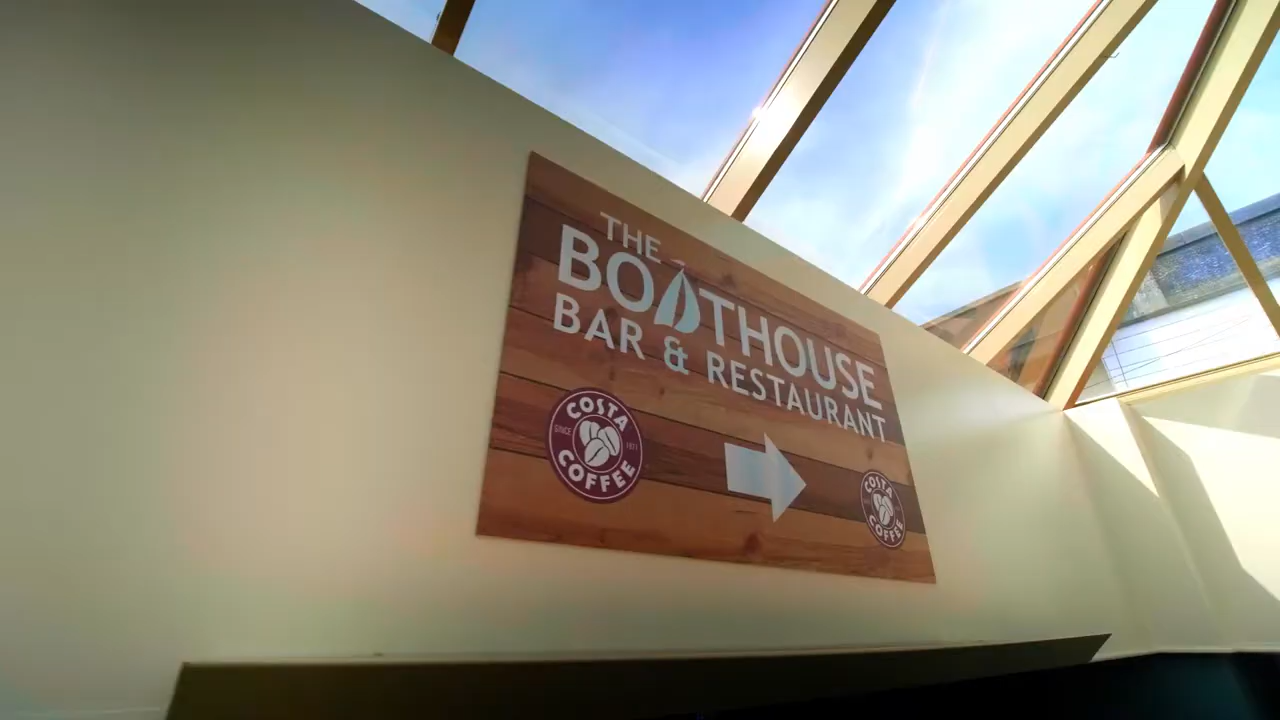 THE
BOATHOUSE
BAR & RESTAURANT
COSTA
SINCE 1971
COFFEE
COSTA
COFFEE